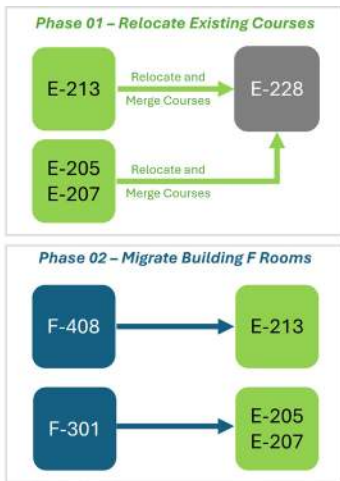 Phase 01 – Relocate Existing Courses
E-213
Relocate and
Merge Courses
E-228
E-205
E-207
Relocate and
Merge Courses
Phase 02 – Migrate Building F Rooms
F-408
E-213
F-301
E-205
E-207